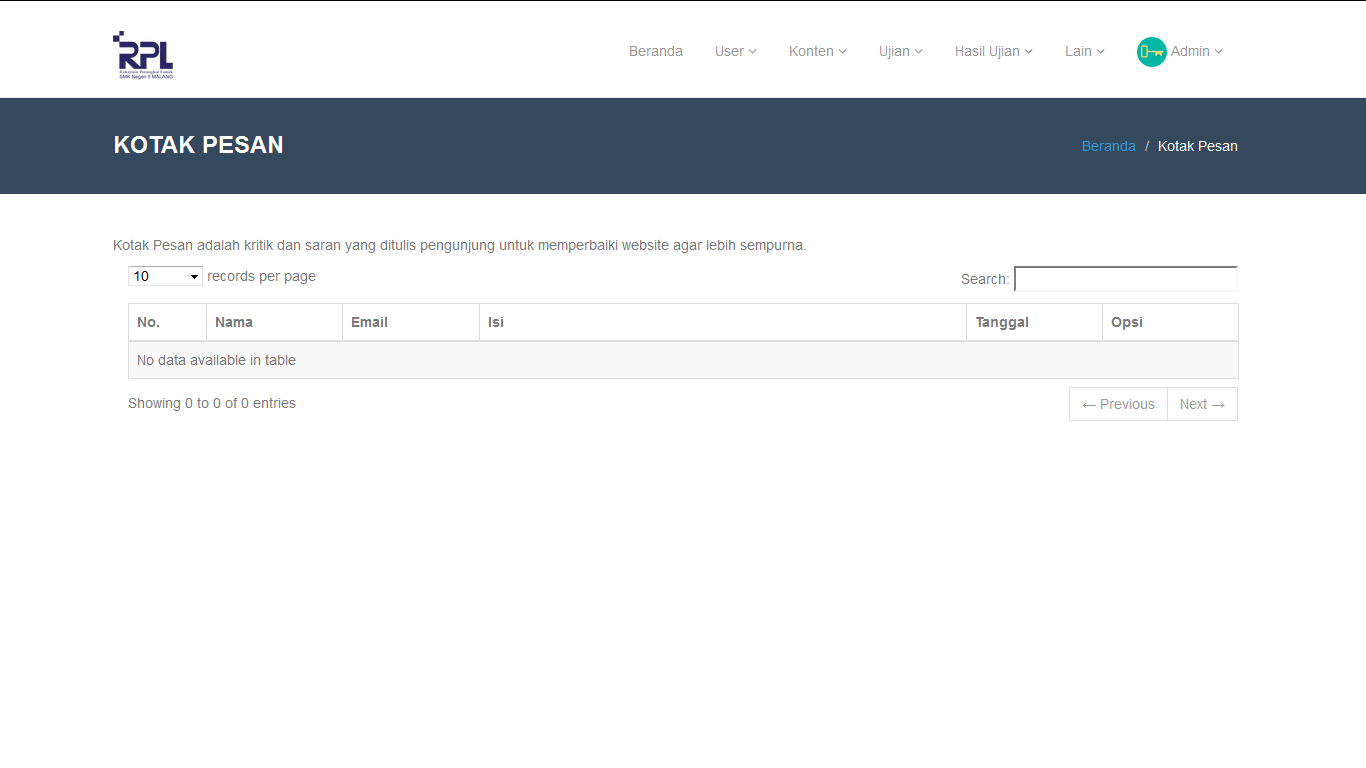 RPL
Rekayasa Perangkat Lunak
SMK Negeri 5 MALANG
Beranda User Konten Ujian Hasil Ujian Lain Admin
KOTAK PESAN
Beranda / Kotak Pesan
Kotak Pesan adalah kritik dan saran yang ditulis pengunjung untuk memperbaiki website agar lebih sempurna.
10 records per page
Search:
No. Nama Email Isi Tanggal Opsi
No data available in table
Showing 0 to 0 of 0 entries
← Previous Next →